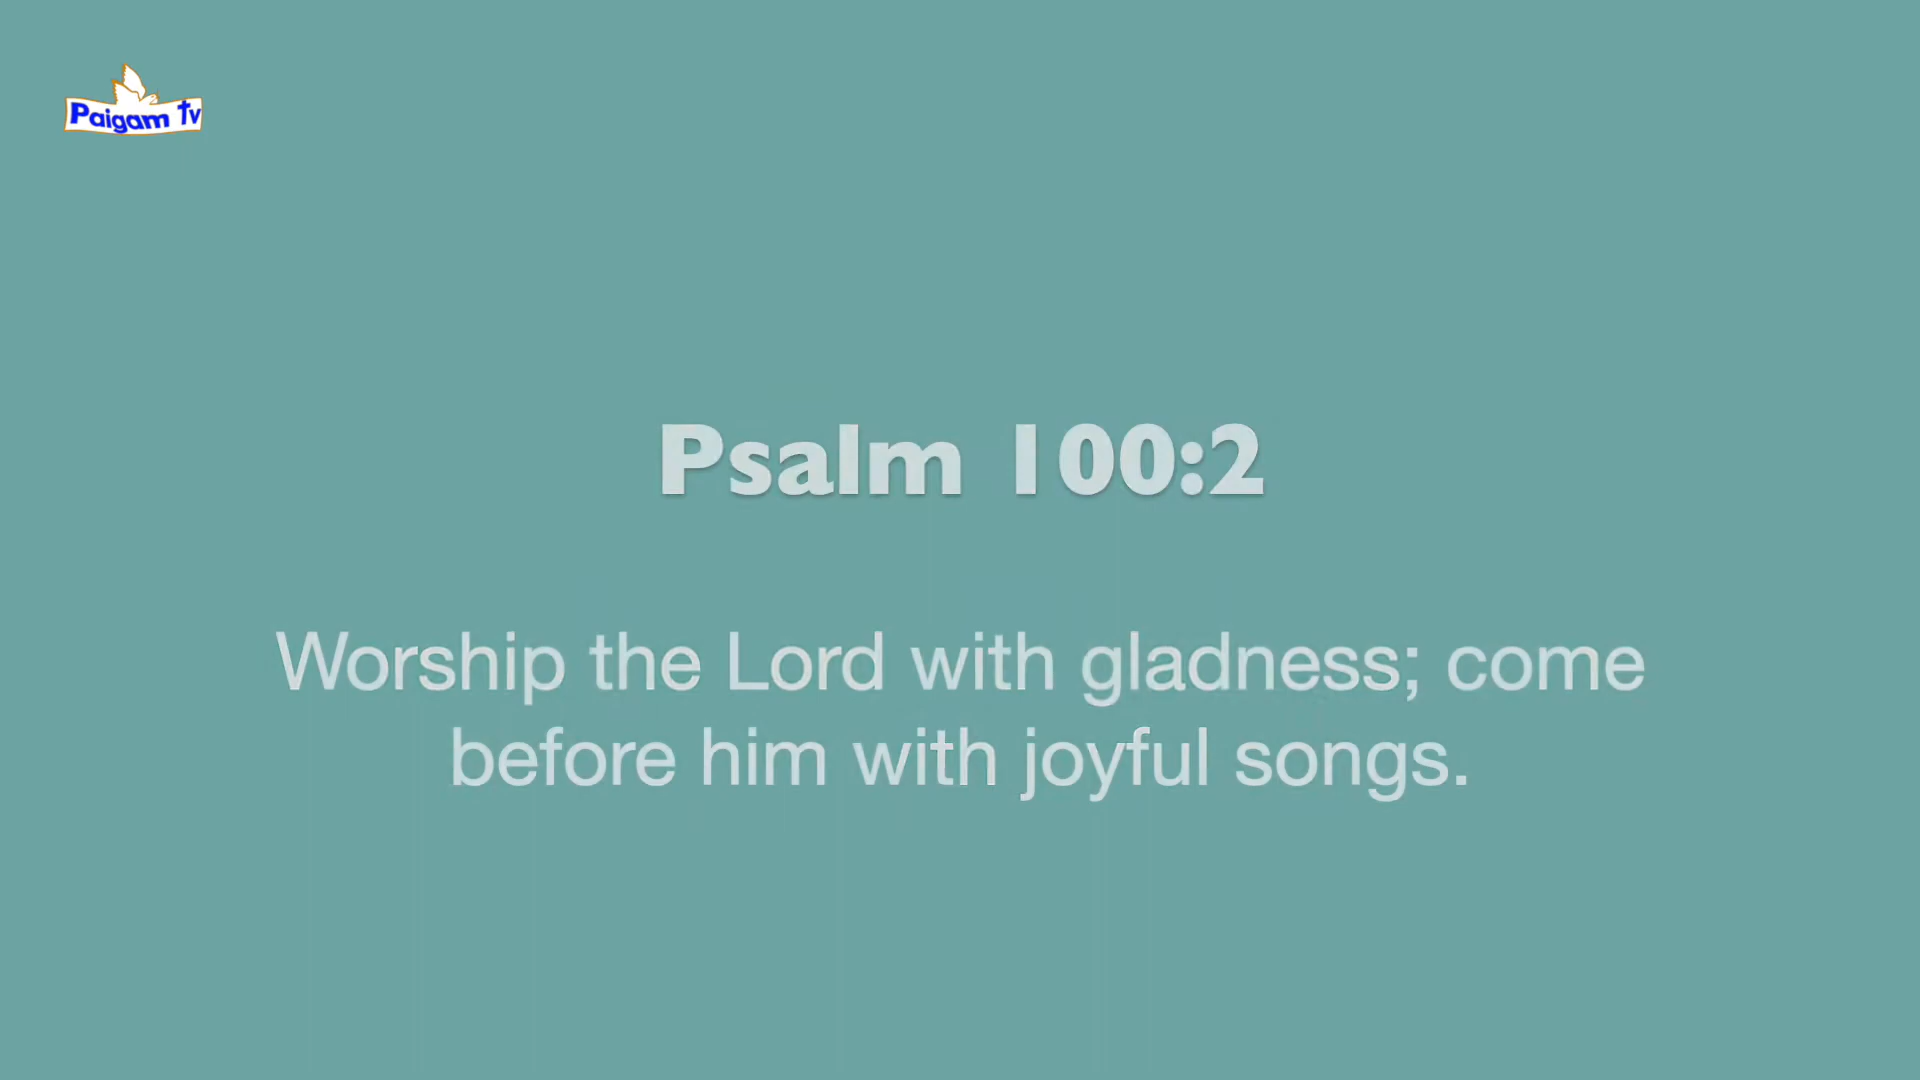 Paigam Tv
Psalm 100:2
Worship the Lord with gladness; come
before him with joyful songs.